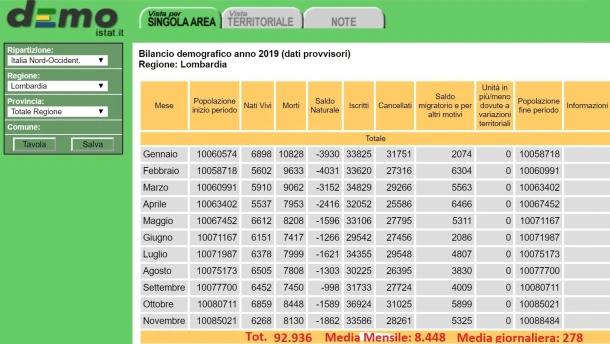 demo
istat.it
Vista per
SINGOLA AREA
Vista
TERRITORIALE
NOTE
Ripartizione:
Italia Nord-Occident.
Regione:
Lombardia
Provincia:
Totale Regione
Comune:
Tavola Salva
Bilancio demografico anno 2019 (dati provvisori)
Regione: Lombardia
Mese Popolazione inizio periodo Nati Vivi Morti Saldo Naturale Iscritti Cancellati Saldo migratorio e per altri motivi Unità in più/meno dovute a variazioni territoriali Popolazione fine periodo Informazioni
Totale
Gennaio 10060574 6898 10828 -3930 33825 31751 2074 0 10058718
Febbraio 10058718 5602 9633 -4031 33620 27316 6304 0 10060991
Marzo 10060991 5910 9062 -3152 34829 29266 5563 0 10063402
Aprile 10063402 5537 7953 -2416 32052 25586 6466 0 10067452
Maggio 10067452 6612 8208 -1596 33106 27795 5311 0 10071167
Giugno 10071167 6151 7417 -1266 29542 27456 2086 0 10071987
Luglio 10071987 6378 7999 -1621 34355 29548 4807 0 10075173
Agosto 10075173 6505 7808 -1303 30225 26395 3830 0 10077700
Settembre 10077700 6452 7450 -998 31733 27724 4009 0 10080711
Ottobre 10080711 6859 8448 -1589 36924 31025 5899 0 10085021
Novembre 10085021 6268 8130 -1862 33586 28261 5325 0 10088484
Tot. 92.936 Media Mensile: 8.448 Media giornaliera: 278